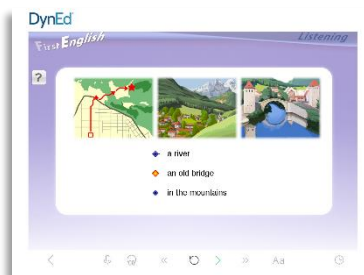 DynEd
First English
Listening
?
a river
an old bridge
in the mountains
Aa